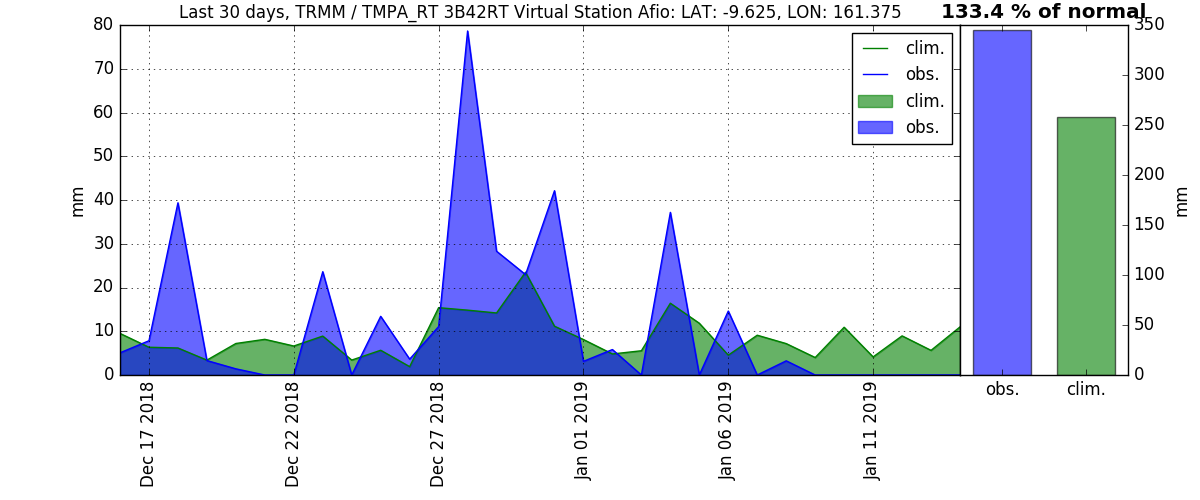 Last 30 days, TRMM / TMPA_RT 3B42RT Virtual Station Afio: LAT: -9.625, LON: 161.375
133.4 % of normal
80
70
60
50
40
30
20
10
0
mm
clim.
obs.
clim.
obs.
Dec 17 2018
Dec 22 2018
Dec 27 2018
Jan 01 2019
Jan 06 2019
Jan 11 2019
350
300
250
200
150
100
50
0
mm
obs.
clim.